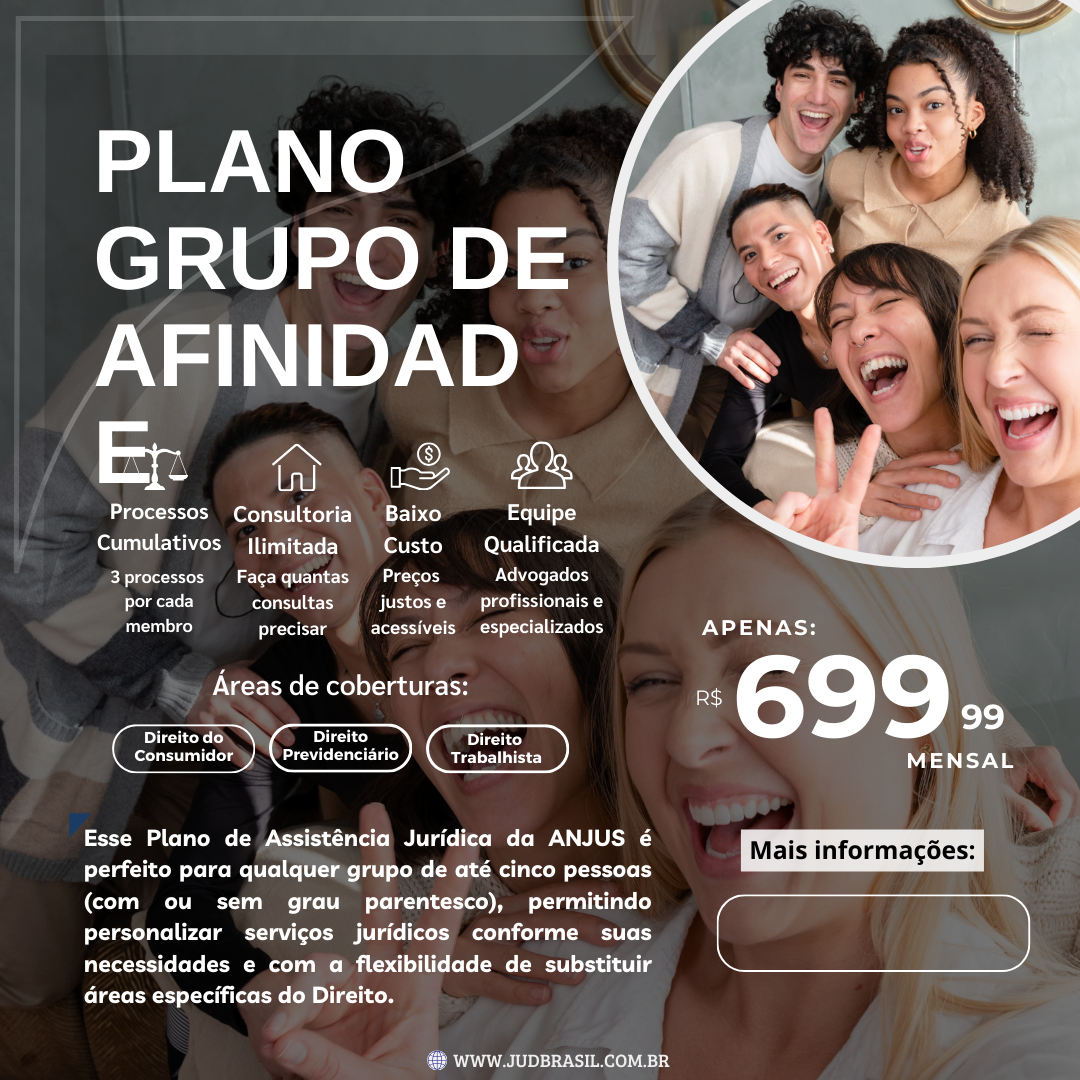 PLANO
GRUPO DE
AFINIDAD
E
Processos
Cumulativos
3 processos
por cada
membro
Consultoria
Ilimitada
Faça quantas
consultas
precisar
Baixo
Custo
Preços
justos e
acessíveis
Equipe
Qualificada
Advogados
profissionais e
especializados
Áreas de coberturas:
Direito do
Consumidor
Direito
Previdenciário
Direito
Trabalhista
APENAS:
R$ 699 99
MENSAL
Esse Plano de Assistência Jurídica da ANJUS é
perfeito para qualquer grupo de até cinco pessoas
(com ou sem grau parentesco), permitindo
personalizar serviços jurídicos conforme suas
necessidades e com a flexibilidade de substituir
áreas específicas do Direito.
Mais informações:
WWW.JUDBRASIL.COM.BR